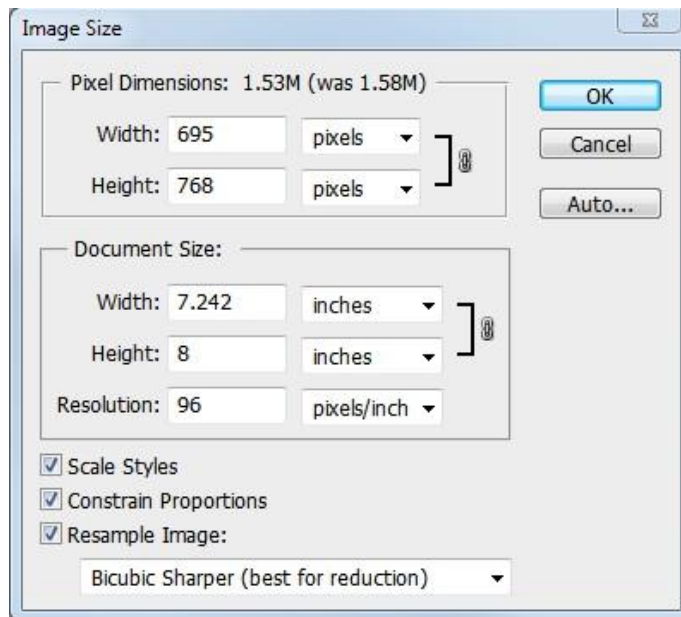 Image Size
Pixel Dimensions: 1.53M (was 1.58M)
Width: 695 pixels
Height: 768 pixels
OK
Cancel
Auto...
Document Size:
Width: 7.242 inches
Height: 8 inches
Resolution: 96 pixels/inch
Scale Styles
Constrain Proportions
Resample Image:
Bicubic Sharper (best for reduction)